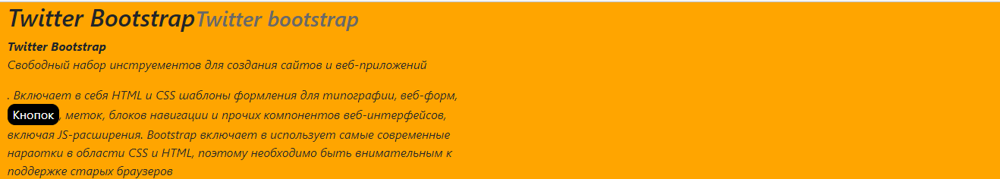 Twitter BootstrapTwitter bootstrap
Twitter Bootstrap
Свободный набор инструементов для создания сайтов и веб-приложений
. Включает в себя HTML и CSS шаблоны формления для типографии, веб-форм,
Кнопок, меток, блоков навигации и прочих компонентов веб-интерфейсов,
включая JS-расширения. Bootstrap включает в использует самые современные
нараотки в области CSS и HTML, поэтому необходимо быть внимательным к
поддержке старых браузеров